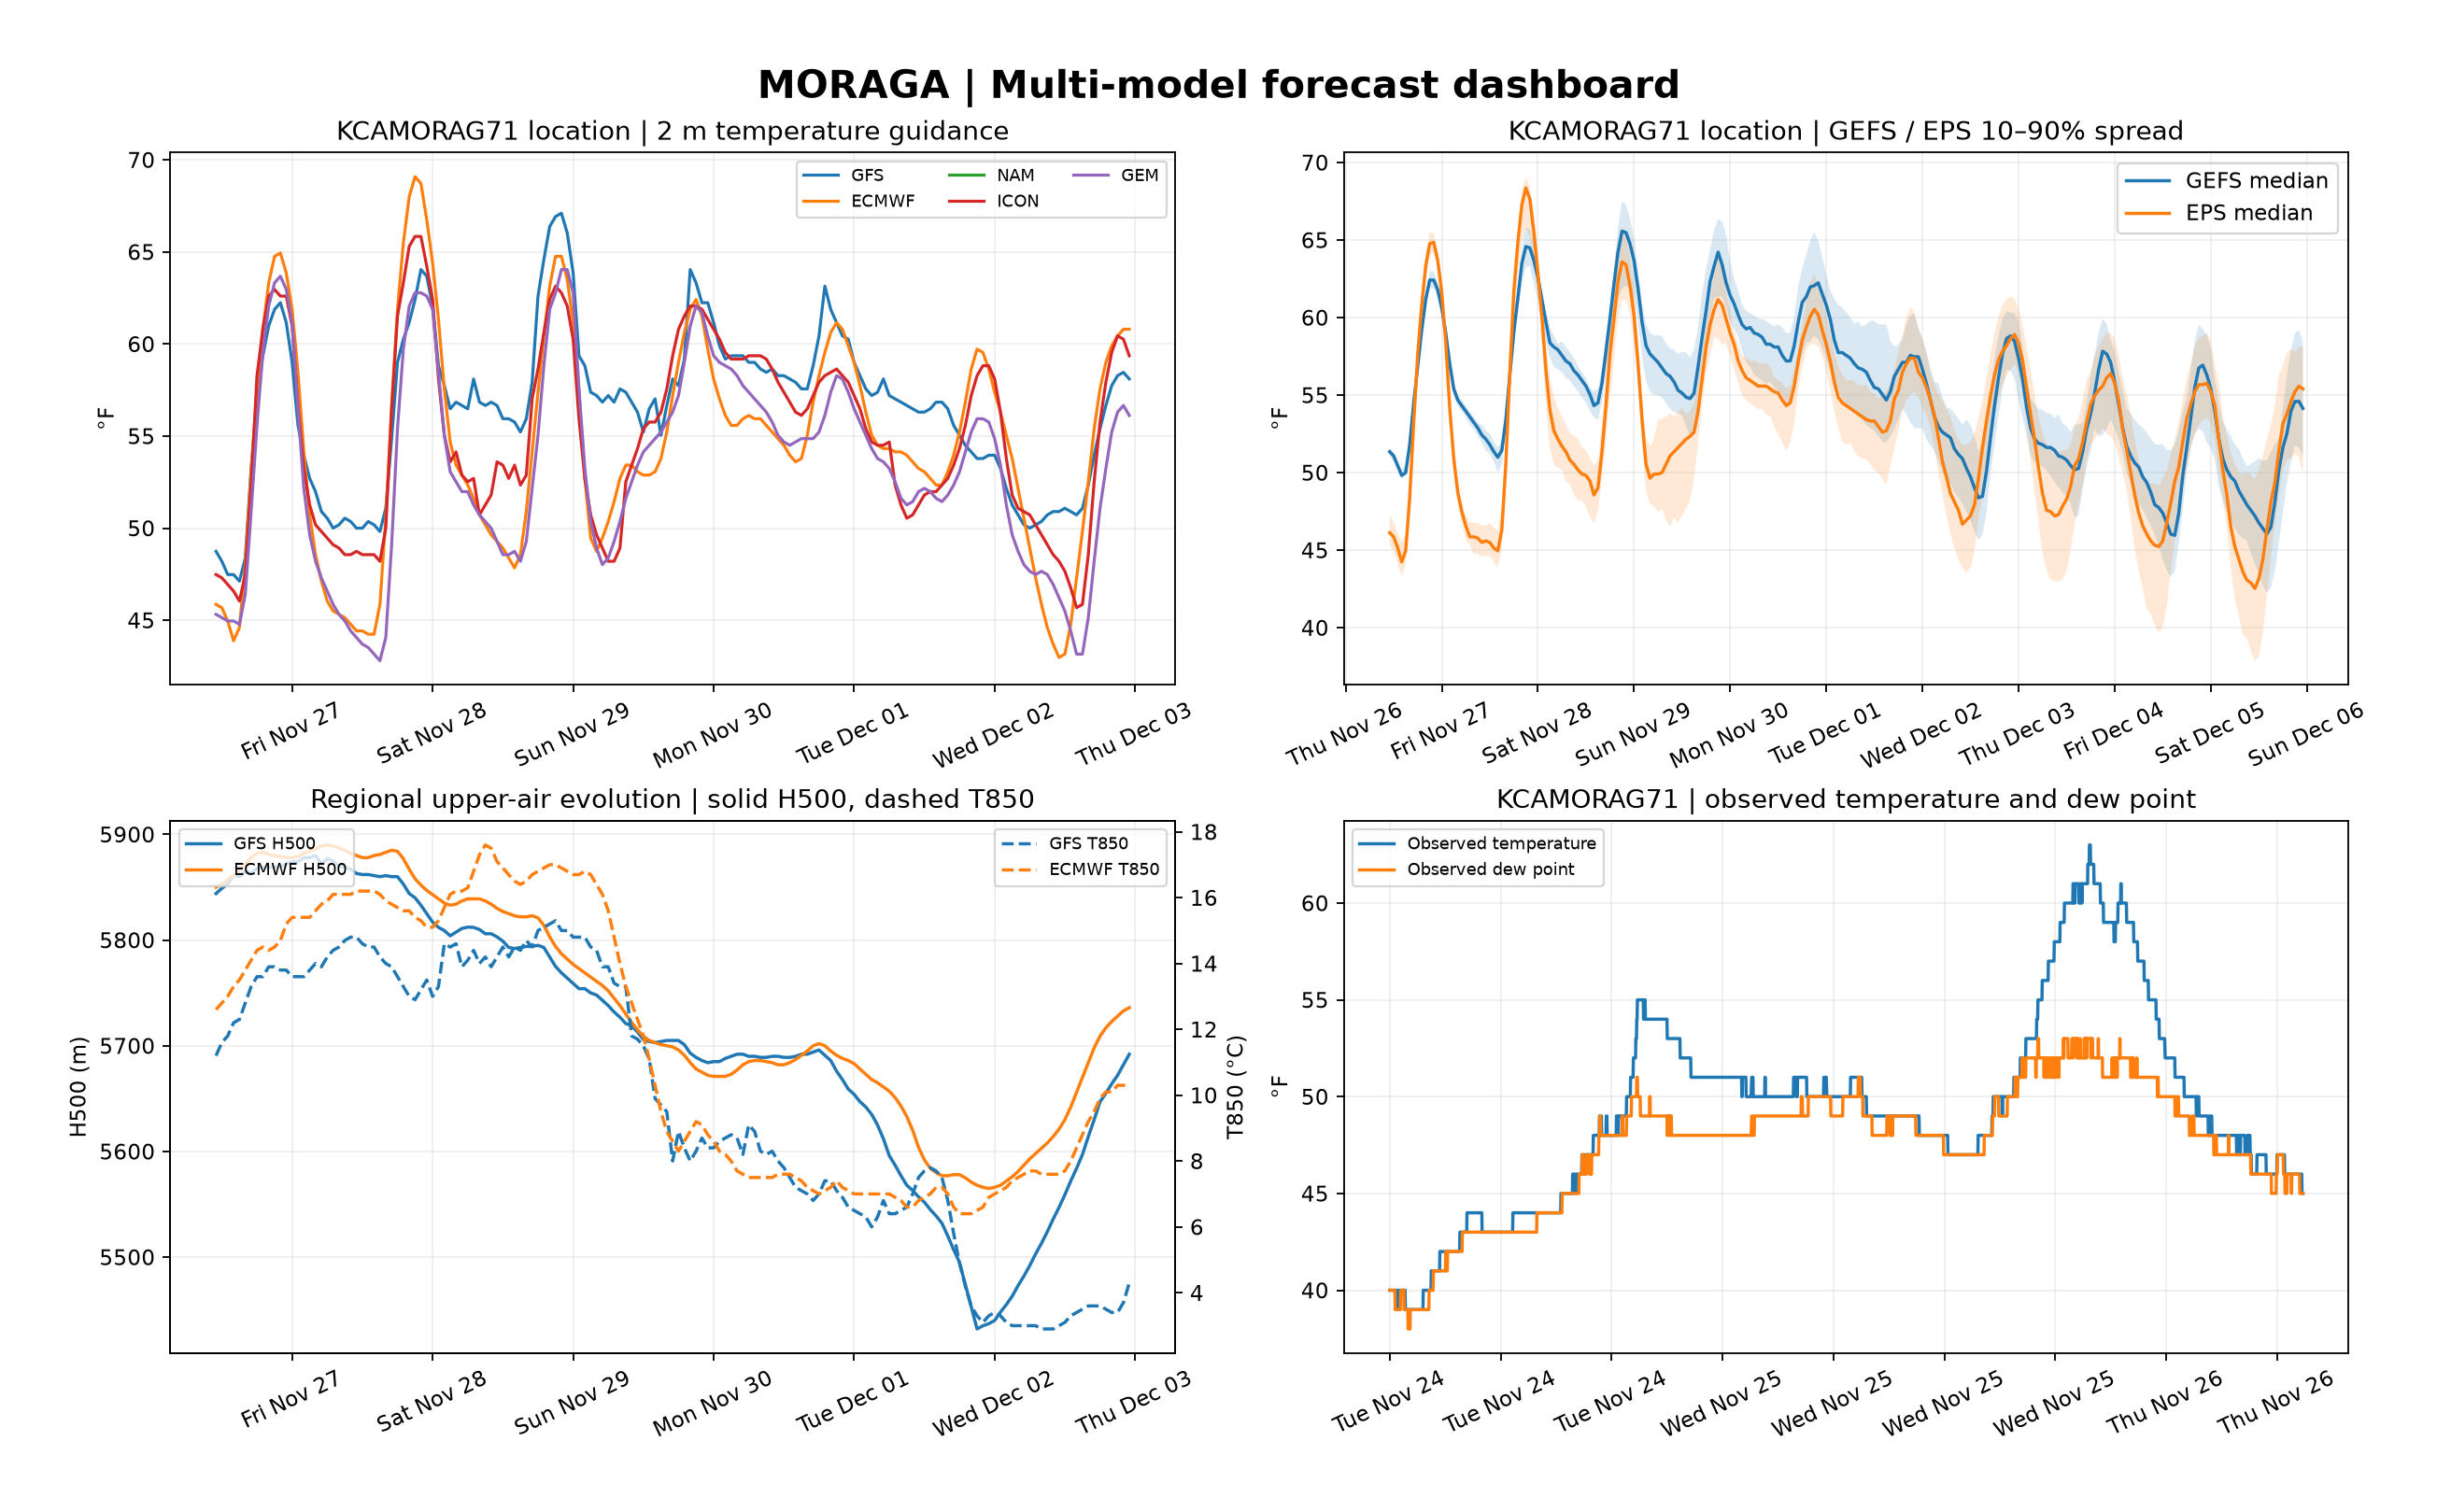 MORAGA | Multi-model forecast dashboard
KCAMORAG71 location | 2 m temperature guidance
GFS NAM GEM
ECMWF ICON
70
65
60
55
50
45
°F
Fri Nov 27 Sat Nov 28 Sun Nov 29 Mon Nov 30 Tue Dec 01 Wed Dec 02 Thu Dec 03
KCAMORAG71 location | GEFS / EPS 10–90% spread
GEFS median
EPS median
70
65
60
55
50
45
40
°F
Thu Nov 26 Fri Nov 27 Sat Nov 28 Sun Nov 29 Mon Nov 30 Tue Dec 01 Wed Dec 02 Thu Dec 03 Fri Dec 04 Sat Dec 05 Sun Dec 06
Regional upper-air evolution | solid H500, dashed T850
GFS H500
ECMWF H500
GFS T850
ECMWF T850
5900
5800
5700
5600
5500
H500 (m)
18
16
14
12
10
8
6
4
T850 (°C)
Fri Nov 27 Sat Nov 28 Sun Nov 29 Mon Nov 30 Tue Dec 01 Wed Dec 02 Thu Dec 03
KCAMORAG71 | observed temperature and dew point
Observed temperature
Observed dew point
60
55
50
45
40
°F
Tue Nov 24 Tue Nov 24 Tue Nov 24 Wed Nov 25 Wed Nov 25 Wed Nov 25 Wed Nov 25 Thu Nov 26 Thu Nov 26